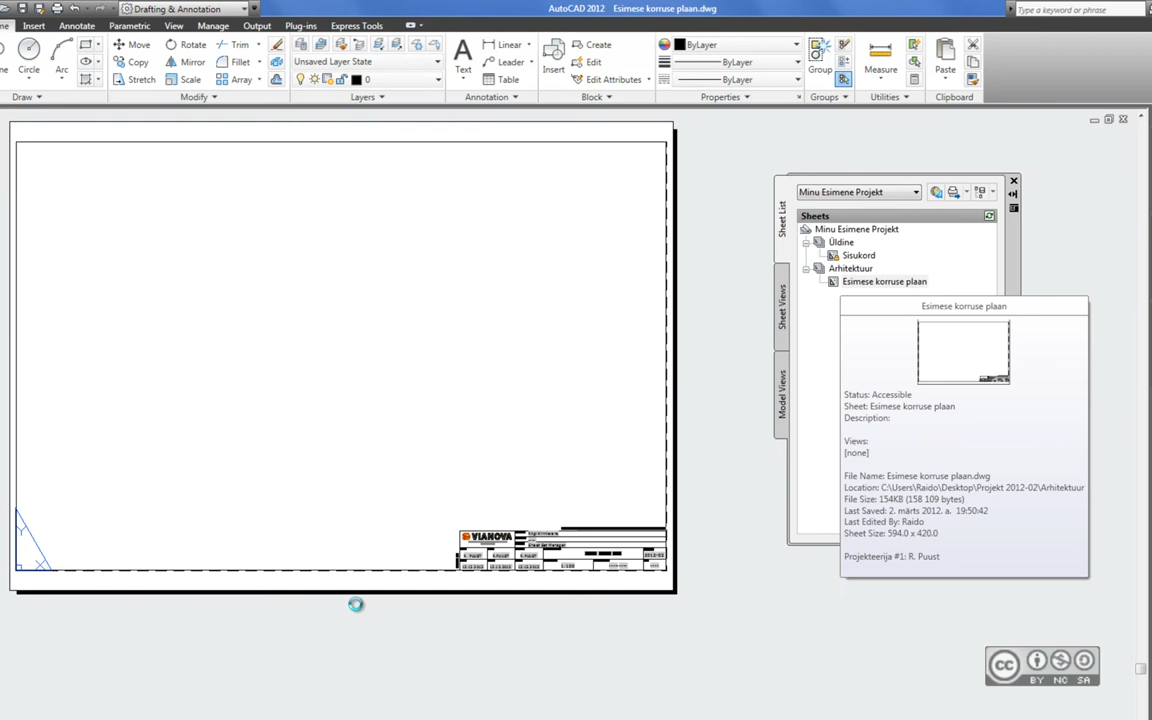 Drafting & Annotation
AutoCAD 2012 Esimese korruse plaan.dwg
Type a keyword or phrase
Insert Annotate Parametric View Manage Output Plug-ins Express Tools
Move Rotate Trim
Copy Mirror Fillet
Stretch Scale Array
Circle Arc
Unsaved Layer State
0
Text
Linear
Leader
Table
Insert
Create
Edit
Edit Attributes
ByLayer
ByLayer
ByLayer
Group
Measure
Paste
Draw Modify Layers Annotation Block Properties Groups Utilities Clipboard
Minu Esimene Projekt
Sheet List
Sheet Views
Model Views
Sheets
Minu Esimene Projekt
Üldine
Sisukord
Arhitektuur
Esimese korruse plaan
Esimese korruse plaan
Status: Accessible
Sheet: Esimese korruse plaan
Description:
Views:
[none]
File Name: Esimese korruse plaan.dwg
Location: C:\Users\Raido\Desktop\Projekt 2012-02\Arhitektuur
File Size: 154KB (158 109 bytes)
Last Saved: 2. märts 2012. a. 19:50:42
Last Edited By: Raido
Sheet Size: 594.0 x 420.0
Projekteerija #1: R. Puust
VIANOVA
Y
X
cc
BY NC SA